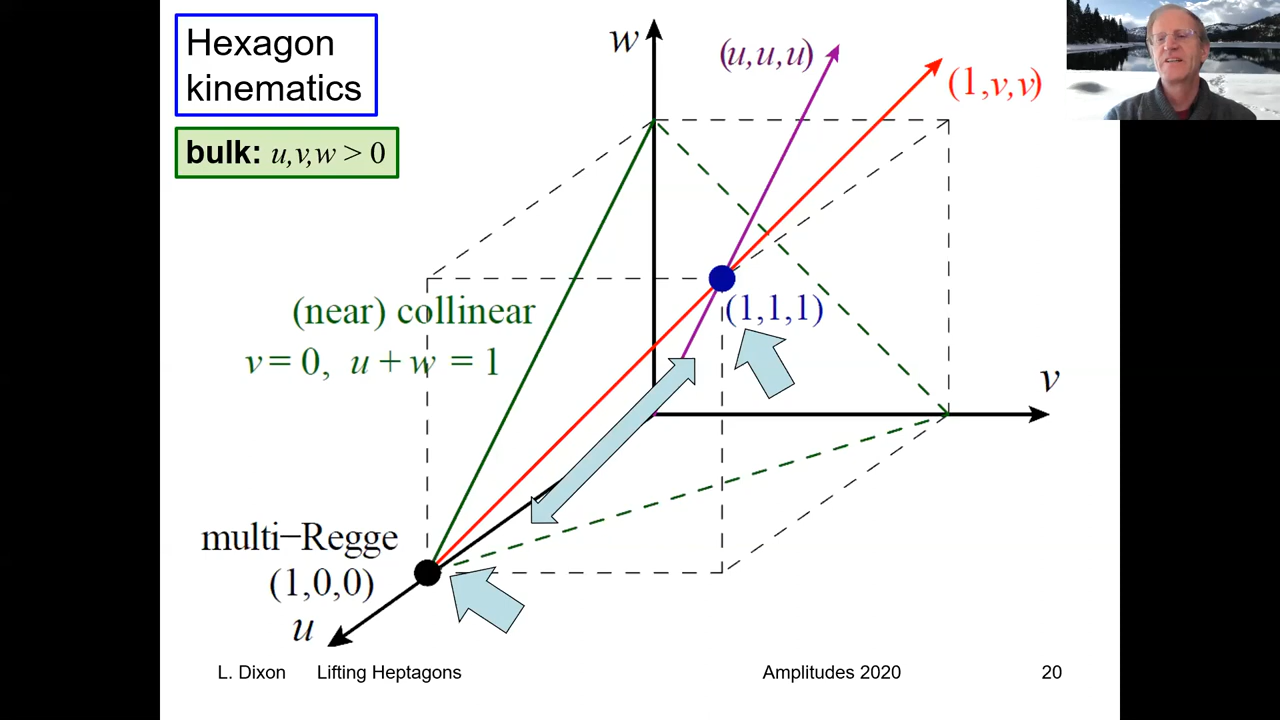 Hexagon
kinematics
bulk: u,v,w > 0
w
(u,u,u)
(1,v,v)
(near) collinear
v = 0, u + w = 1
(1,1,1)
v
multi−Regge
(1,0,0)
u
L. Dixon Lifting Heptagons Amplitudes 2020 20